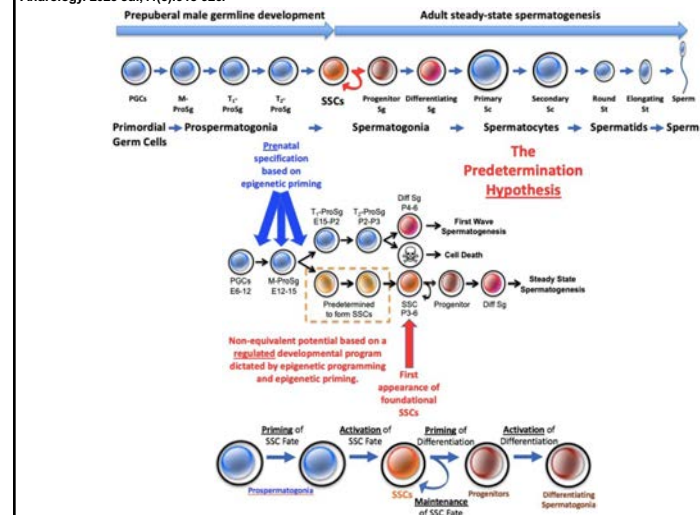 Prepuberal male germline development
Adult steady-state spermatogenesis
PGCs
M-
ProSg
T₁-
ProSg
T₂-
ProSg
SSCs
Progenitor
Sg
Differentiating
Sg
Primary
Sc
Secondary
Sc
Round
St
Elongating
St
Sperm
Primordial
Germ Cells
Prospermatogonia
Spermatogonia
Spermatocytes
Spermatids
Sperm
Prenatal
specification
based on
epigenetic priming
The
Predetermination
Hypothesis
PGCs
E6-12
M-ProSg
E12-15
T₁-ProSg
E15-P2
T₂-ProSg
P2-P3
Diff Sg
P4-6
First Wave
Spermatogenesis
Cell Death
Predetermined
to form SSCs
SSC
P3-6
Progenitor
Diff Sg
Steady State
Spermatogenesis
Non-equivalent potential based on a
regulated developmental program
dictated by epigenetic programming
and epigenetic priming.
First
appearance of
foundational
SSCs
Priming of
SSC Fate
Activation of
SSC Fate
Priming of
Differentiation
Activation of
Differentiation
Prospermatogonia
SSCs
Maintenance
of SSC Fate
Progenitors
Differentiating
Spermatogonia